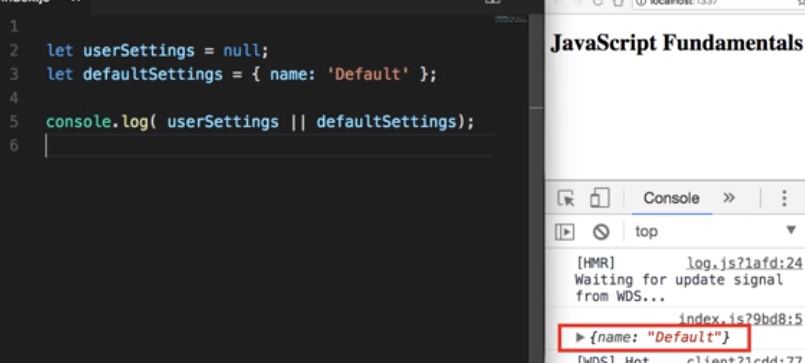 1
2 let userSettings = null;
3 let defaultSettings = { name: 'Default' };
4
5 console.log( userSettings || defaultSettings);
6
localhost:1337
JavaScript Fundamentals
Console
top
[HMR] log.js?1afd:24
Waiting for update signal
from WDS...
index.js?9bd8:5
{name: "Default"}
[WDS] Hot client?1cdd:77